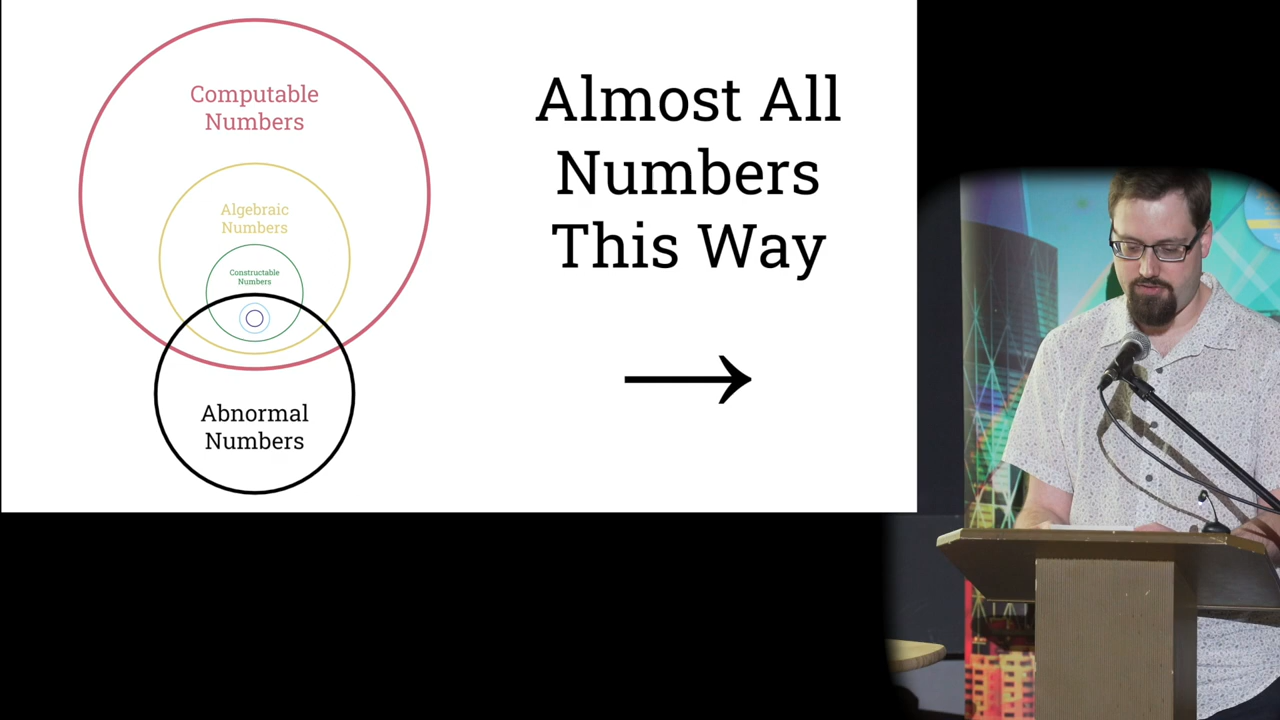 Computable
Numbers
Algebraic
Numbers
Constructable
Numbers
Abnormal
Numbers
Almost All
Numbers
This Way